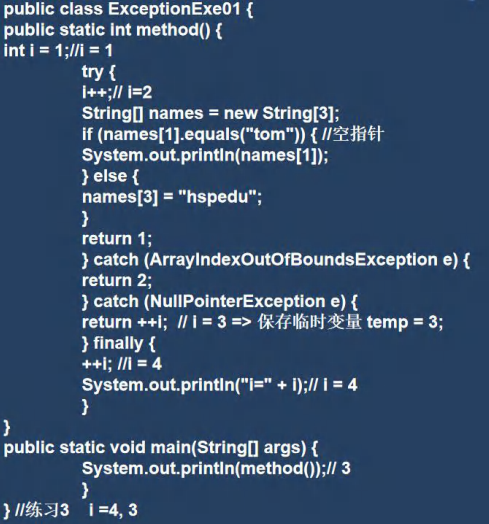 public class ExceptionExe01 {
public static int method() {
int i = 1;//i = 1
try {
i++;// i=2
String[] names = new String[3];
if (names[1].equals("tom")) { //空指针
System.out.println(names[1]);
} else {
names[3] = "hspedu";
}
return 1;
} catch (ArrayIndexOutOfBoundsException e) {
return 2;
} catch (NullPointerException e) {
return ++i;  // i = 3 => 保存临时变量 temp = 3;
} finally {
++i; //i = 4
System.out.println("i=" + i);// i = 4
}
}
public static void main(String[] args) {
System.out.println(method());// 3
}
} //练习3    i =4, 3